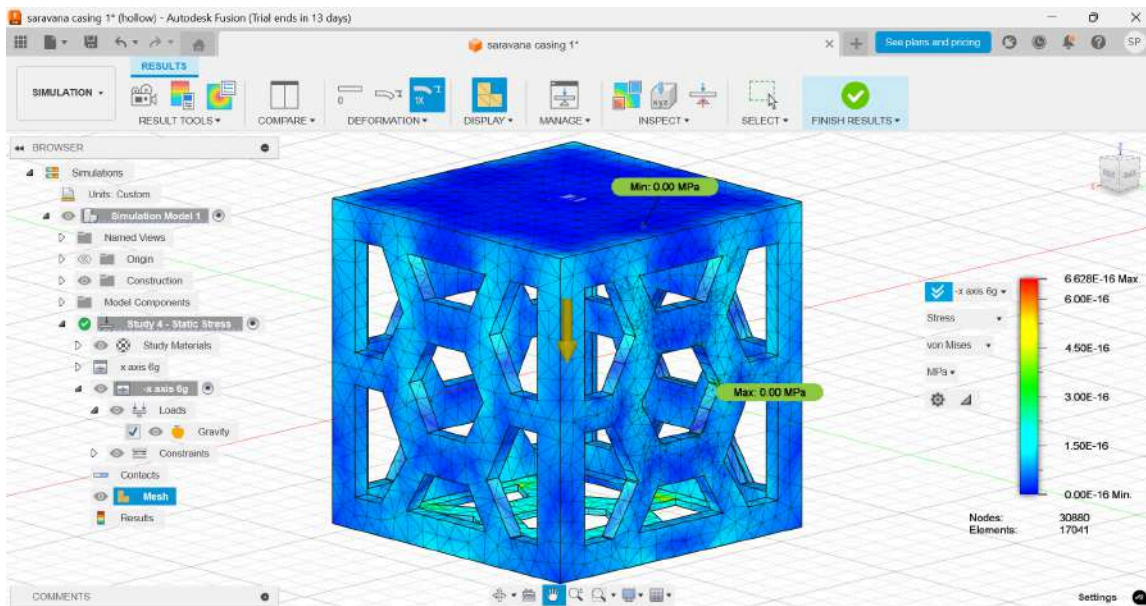 saravana casing 1* (hollow) - Autodesk Fusion (Trial ends in 13 days)
saravana casing 1*
See plans and pricing
SP
RESULTS
SIMULATION
RESULT TOOLS
COMPARE
DEFORMATION
DISPLAY
MANAGE
INSPECT
SELECT
FINISH RESULTS
BROWSER
Simulations
Units: Custom
Simulation Model 1
Named Views
Origin
Construction
Model Components
Study 4 - Static Stress
Study Materials
x axis 6g
-x axis 6g
Loads
Gravity
Constraints
Contacts
Mesh
Results
Min: 0.00 MPa
Max: 0.00 MPa
-x axis 6g
Stress
von Mises
MPa
6.628E-16 Max.
6.00E-16
4.50E-16
3.00E-16
1.50E-16
0.00E-16 Min.
Nodes: 30880
Elements: 17041
COMMENTS
Settings